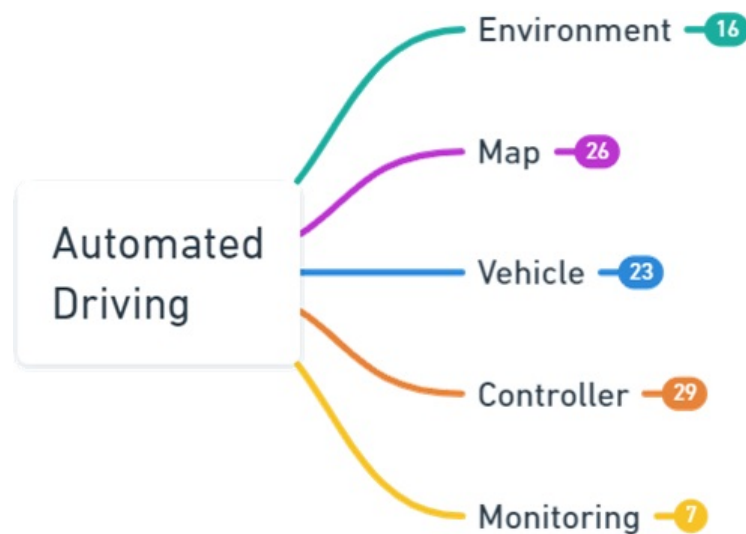 Automated
Driving
Environment 16
Map 26
Vehicle 23
Controller 29
Monitoring 7